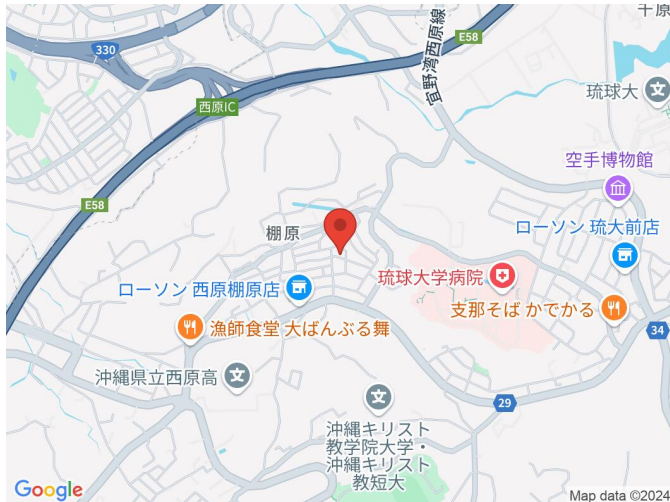 330
E58
宜野湾西原線
千原
琉球大
西原IC
空手博物館
E58
棚原
ローソン 琉大前店
琉球大学病院
ローソン 西原棚原店
支那そば かでかる
漁師食堂 大ばんぶる舞
34
沖縄県立西原高
29
沖縄キリスト
教学院大学・
沖縄キリスト
教短大
Google
Map data ©2024